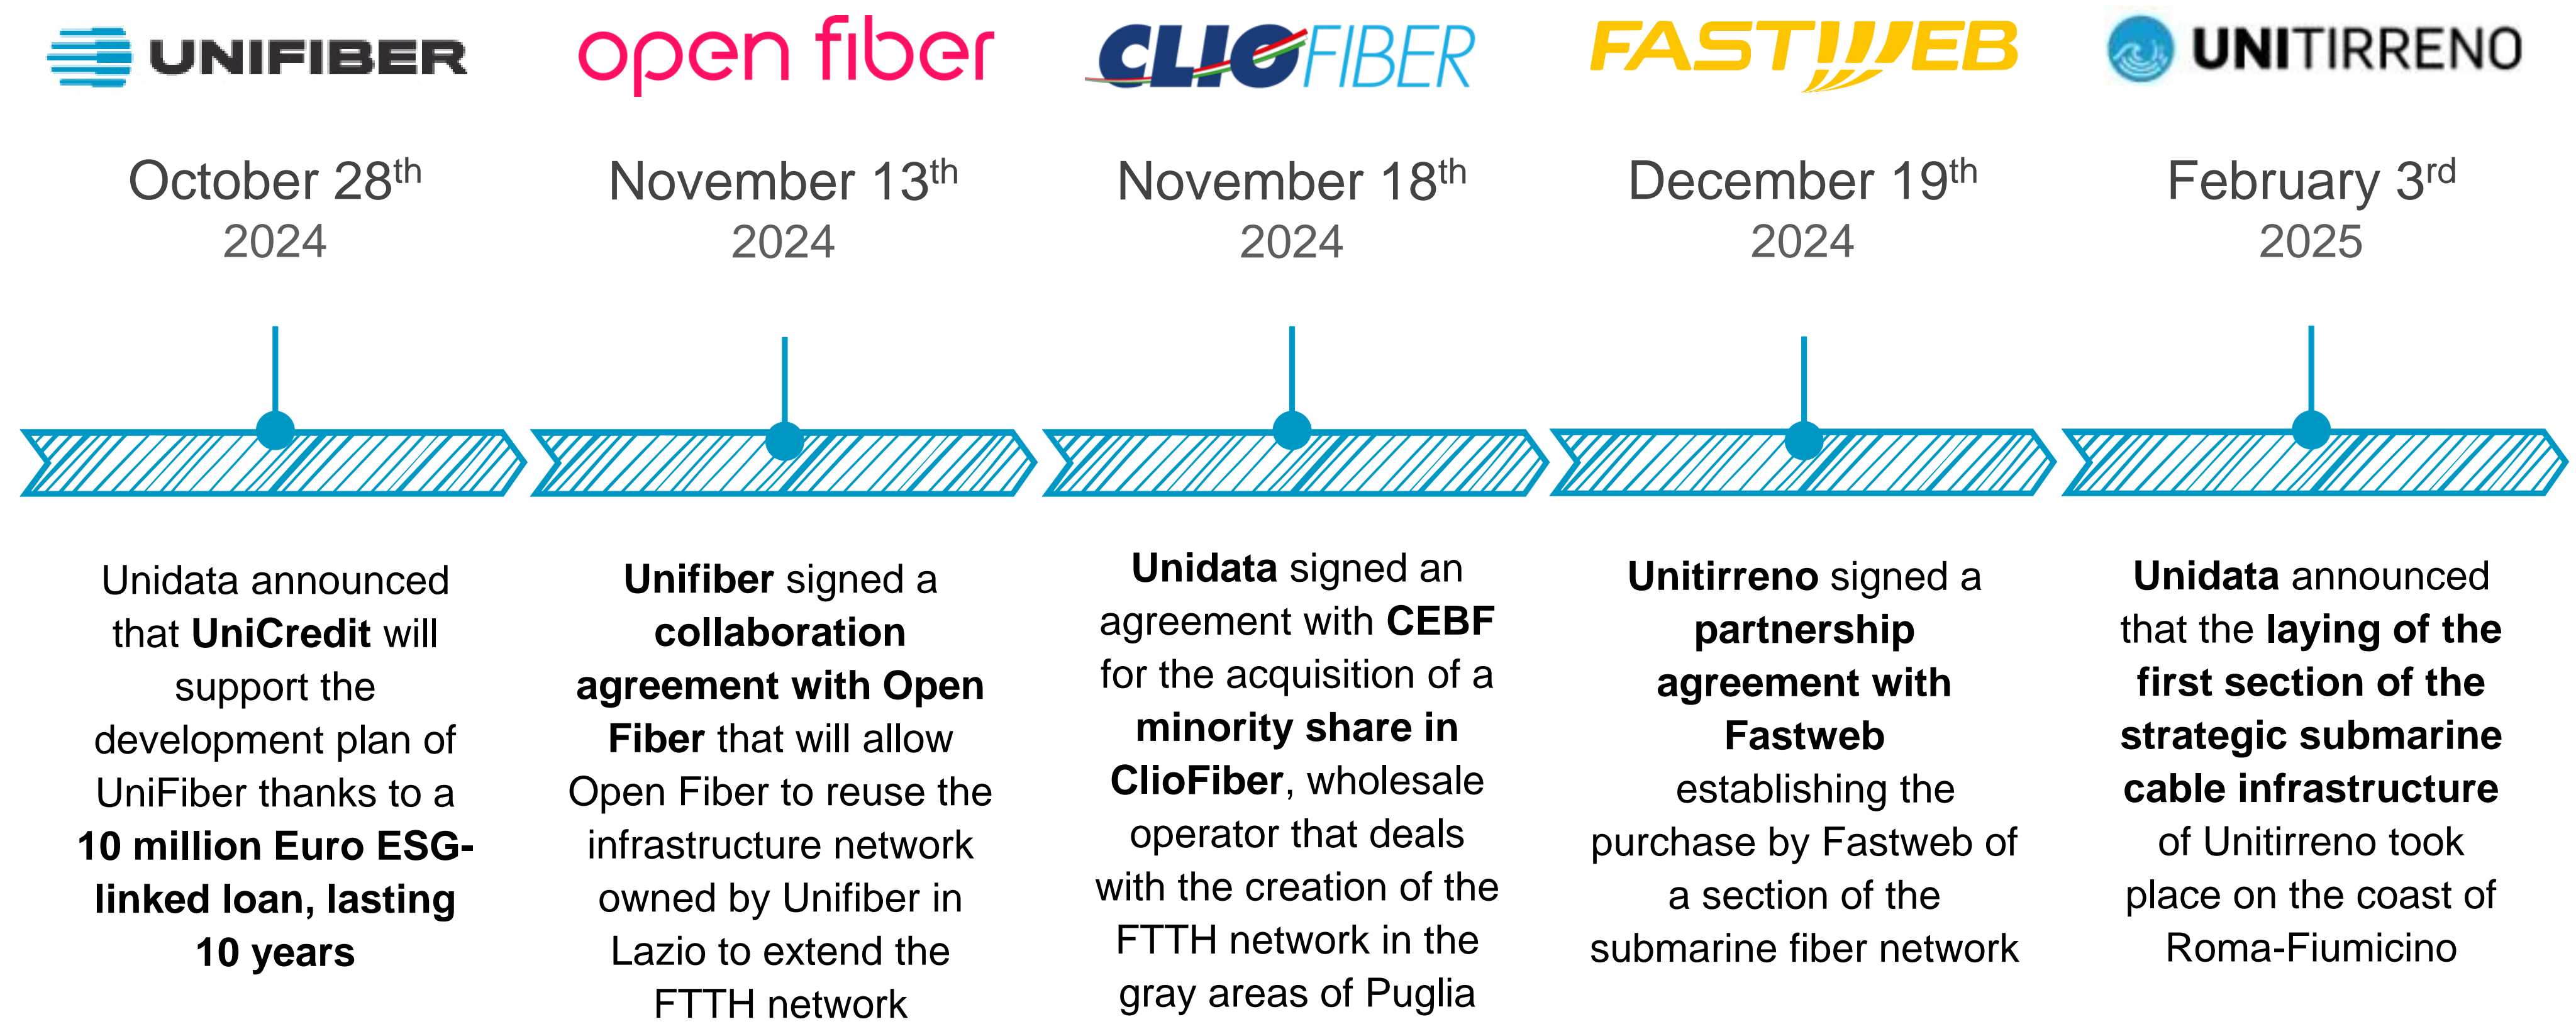 UNIFIBER
open fiber
CLIOFIBER
FASTWEB
UNITIRRENO
October 28th
2024
November 13th
2024
November 18th
2024
December 19th
2024
February 3rd
2025
Unidata announced
that UniCredit will
support the
development plan of
UniFiber thanks to a
10 million Euro ESG-
linked loan, lasting
10 years
Unifiber signed a
collaboration
agreement with Open
Fiber that will allow
Open Fiber to reuse the
infrastructure network
owned by Unifiber in
Lazio to extend the
FTTH network
Unidata signed an
agreement with CEBF
for the acquisition of a
minority share in
ClioFiber, wholesale
operator that deals
with the creation of the
FTTH network in the
gray areas of Puglia
Unitirreno signed a
partnership
agreement with
Fastweb
establishing the
purchase by Fastweb of
a section of the
submarine fiber network
Unidata announced
that the laying of the
first section of the
strategic submarine
cable infrastructure
of Unitirreno took
place on the coast of
Roma-Fiumicino